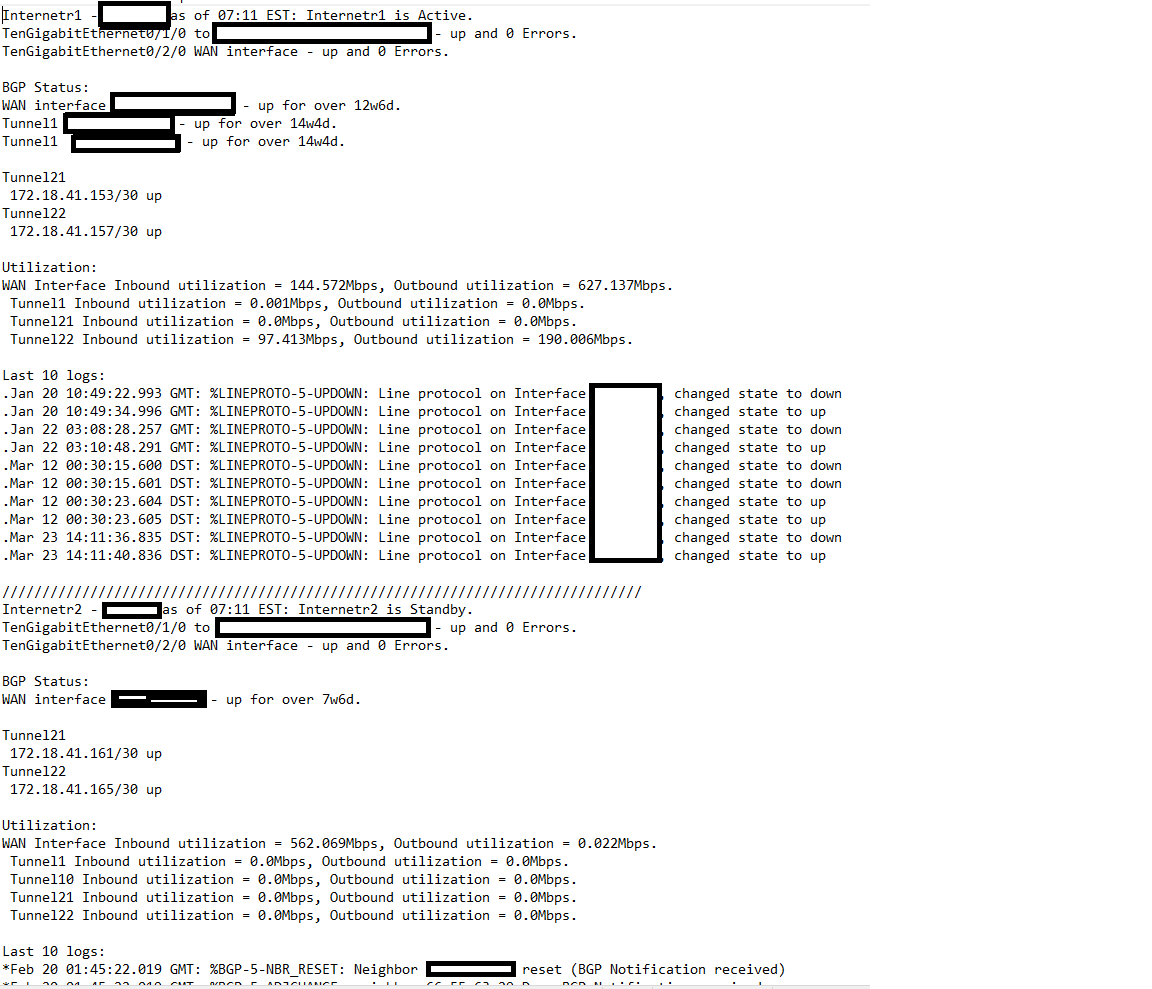 Internetr1 - as of 07:11 EST: Internetr1 is Active.
TenGigabitEthernet0/1/0 to - up and 0 Errors.
TenGigabitEthernet0/2/0 WAN interface - up and 0 Errors.
BGP Status:
WAN interface - up for over 12w6d.
Tunnel1 - up for over 14w4d.
Tunnel1 - up for over 14w4d.
Tunnel21
172.18.41.153/30 up
Tunnel22
172.18.41.157/30 up
Utilization:
WAN Interface Inbound utilization = 144.572Mbps, Outbound utilization = 627.137Mbps.
Tunnel1 Inbound utilization = 0.001Mbps, Outbound utilization = 0.0Mbps.
Tunnel21 Inbound utilization = 0.0Mbps, Outbound utilization = 0.0Mbps.
Tunnel22 Inbound utilization = 97.413Mbps, Outbound utilization = 190.006Mbps.
Last 10 logs:
.Jan 20 10:49:22.993 GMT: %LINEPROTO-5-UPDOWN: Line protocol on Interface , changed state to down
.Jan 20 10:49:34.996 GMT: %LINEPROTO-5-UPDOWN: Line protocol on Interface , changed state to up
.Jan 22 03:08:28.257 GMT: %LINEPROTO-5-UPDOWN: Line protocol on Interface , changed state to down
.Jan 22 03:10:48.291 GMT: %LINEPROTO-5-UPDOWN: Line protocol on Interface , changed state to up
.Mar 12 00:30:15.600 DST: %LINEPROTO-5-UPDOWN: Line protocol on Interface , changed state to down
.Mar 12 00:30:15.601 DST: %LINEPROTO-5-UPDOWN: Line protocol on Interface , changed state to down
.Mar 12 00:30:23.604 DST: %LINEPROTO-5-UPDOWN: Line protocol on Interface , changed state to up
.Mar 12 00:30:23.605 DST: %LINEPROTO-5-UPDOWN: Line protocol on Interface , changed state to up
.Mar 23 14:11:36.835 DST: %LINEPROTO-5-UPDOWN: Line protocol on Interface , changed state to down
.Mar 23 14:11:40.836 DST: %LINEPROTO-5-UPDOWN: Line protocol on Interface , changed state to up
////////////////////////////////////////////////////////////////////////////////
Internetr2 - as of 07:11 EST: Internetr2 is Standby.
TenGigabitEthernet0/1/0 to - up and 0 Errors.
TenGigabitEthernet0/2/0 WAN interface - up and 0 Errors.
BGP Status:
WAN interface - up for over 7w6d.
Tunnel21
172.18.41.161/30 up
Tunnel22
172.18.41.165/30 up
Utilization:
WAN Interface Inbound utilization = 562.069Mbps, Outbound utilization = 0.022Mbps.
Tunnel1 Inbound utilization = 0.0Mbps, Outbound utilization = 0.0Mbps.
Tunnel10 Inbound utilization = 0.0Mbps, Outbound utilization = 0.0Mbps.
Tunnel21 Inbound utilization = 0.0Mbps, Outbound utilization = 0.0Mbps.
Tunnel22 Inbound utilization = 0.0Mbps, Outbound utilization = 0.0Mbps.
Last 10 logs:
*Feb 20 01:45:22.019 GMT: %BGP-5-NBR_RESET: Neighbor reset (BGP Notification received)